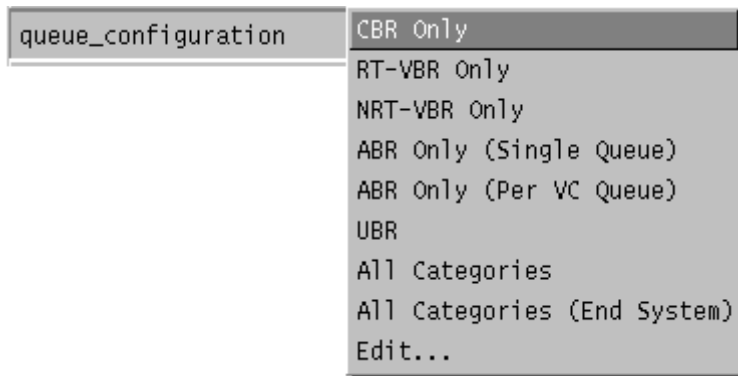 queue_configuration
CBR Only
RT-VBR Only
NRT-VBR Only
ABR Only (Single Queue)
ABR Only (Per VC Queue)
UBR
All Categories
All Categories (End System)
Edit...